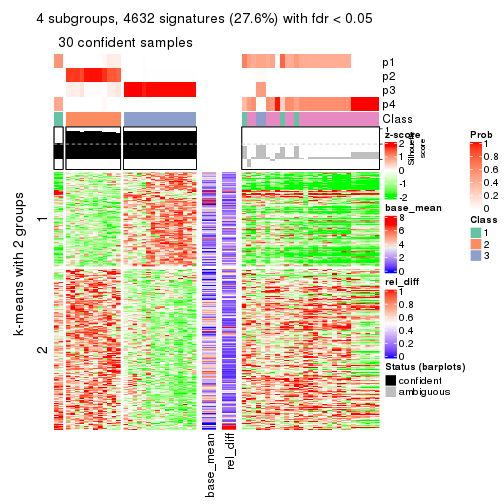 4 subgroups, 4632 signatures (27.6%) with fdr < 0.05
30 confident samples
p1
p2
p3
p4
Class
1
Silhouette
score
k-means with 2 groups
1
2
base_mean
rel_diff
z-score
2
1
0
-1
-2
base_mean
8
6
4
2
0
rel_diff
1
0.8
0.6
0.4
0.2
0
Status (barplots)
confident
ambiguous
Prob
1
0.8
0.6
0.4
0.2
0
Class
1
2
3